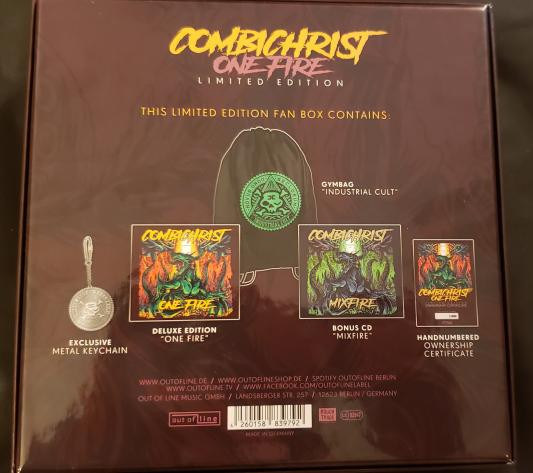 COMBICHRIST
ONE FIRE
LIMITED EDITION
THIS LIMITED EDITION FAN BOX CONTAINS:
GYMBAG
"INDUSTRIAL CULT"
COMBICHRIST
ONE FIRE
COMBICHRIST
MIXFIRE
COMBICHRIST
ONE FIRE
EXCLUSIVE
METAL KEYCHAIN
DELUXE EDITION
"ONE FIRE"
BONUS CD
"MIXFIRE"
HANDNUMBERED
OWNERSHIP
CERTIFICATE
WWW.OUTOFLINE.DE / WWW.OUTOFLINESHOP.DE / SPOTIFY OUTOFLINE BERLIN
WWW.OUTOFLINE.TV / WWW.FACEBOOK.COM/OUTOFLINELABEL
OUT OF LINE MUSIC GMBH / LANDSBERGER STR. 257 / 12623 BERLIN / GERMANY
out of line
4 260158 839792
ROUGH TRADE
MADE IN GERMANY